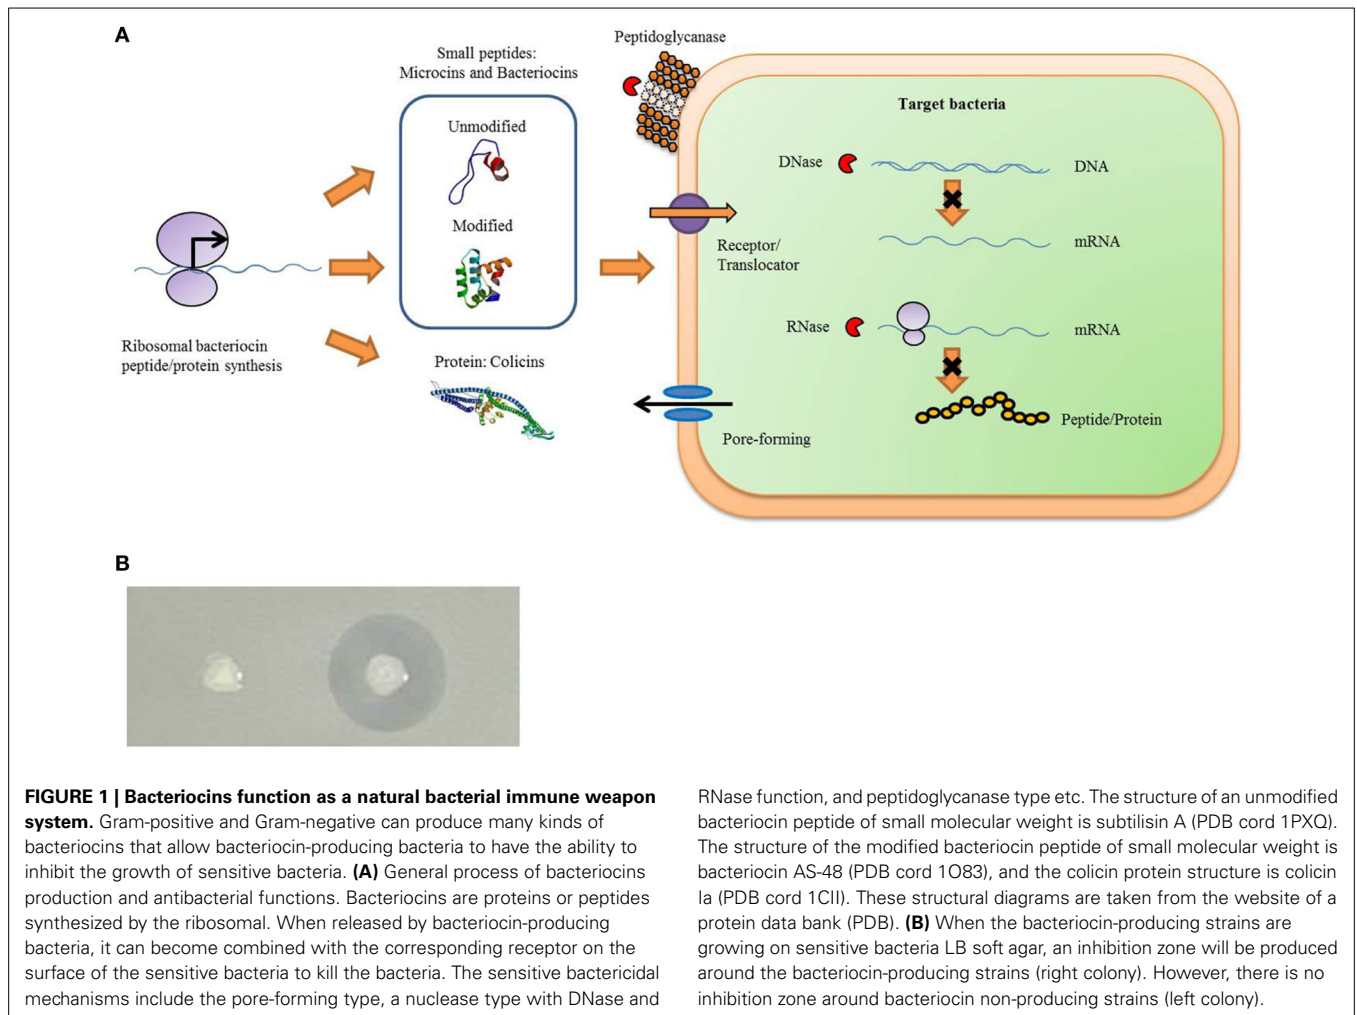 A
Small peptides:
Microcins and Bacteriocins
Unmodified
Modified
Protein: Colicins
Ribosomal bacteriocin
peptide/protein synthesis
Peptidoglycanase
Target bacteria
DNase
DNA
mRNA
Receptor/
Translocator
RNase
mRNA
Peptide/Protein
Pore-forming
B
FIGURE 1 | Bacteriocins function as a natural bacterial immune weapon
system. Gram-positive and Gram-negative can produce many kinds of
bacteriocins that allow bacteriocin-producing bacteria to have the ability to
inhibit the growth of sensitive bacteria. (A) General process of bacteriocins
production and antibacterial functions. Bacteriocins are proteins or peptides
synthesized by the ribosomal. When released by bacteriocin-producing
bacteria, it can become combined with the corresponding receptor on the
surface of the sensitive bacteria to kill the bacteria. The sensitive bactericidal
mechanisms include the pore-forming type, a nuclease type with DNase and
RNase function, and peptidoglycanase type etc. The structure of an unmodified
bacteriocin peptide of small molecular weight is subtilisin A (PDB cord 1PXQ).
The structure of the modified bacteriocin peptide of small molecular weight is
bacteriocin AS-48 (PDB cord 1O83), and the colicin protein structure is colicin
Ia (PDB cord 1CII). These structural diagrams are taken from the website of a
protein data bank (PDB). (B) When the bacteriocin-producing strains are
growing on sensitive bacteria LB soft agar, an inhibition zone will be produced
around the bacteriocin-producing strains (right colony). However, there is no
inhibition zone around bacteriocin non-producing strains (left colony).